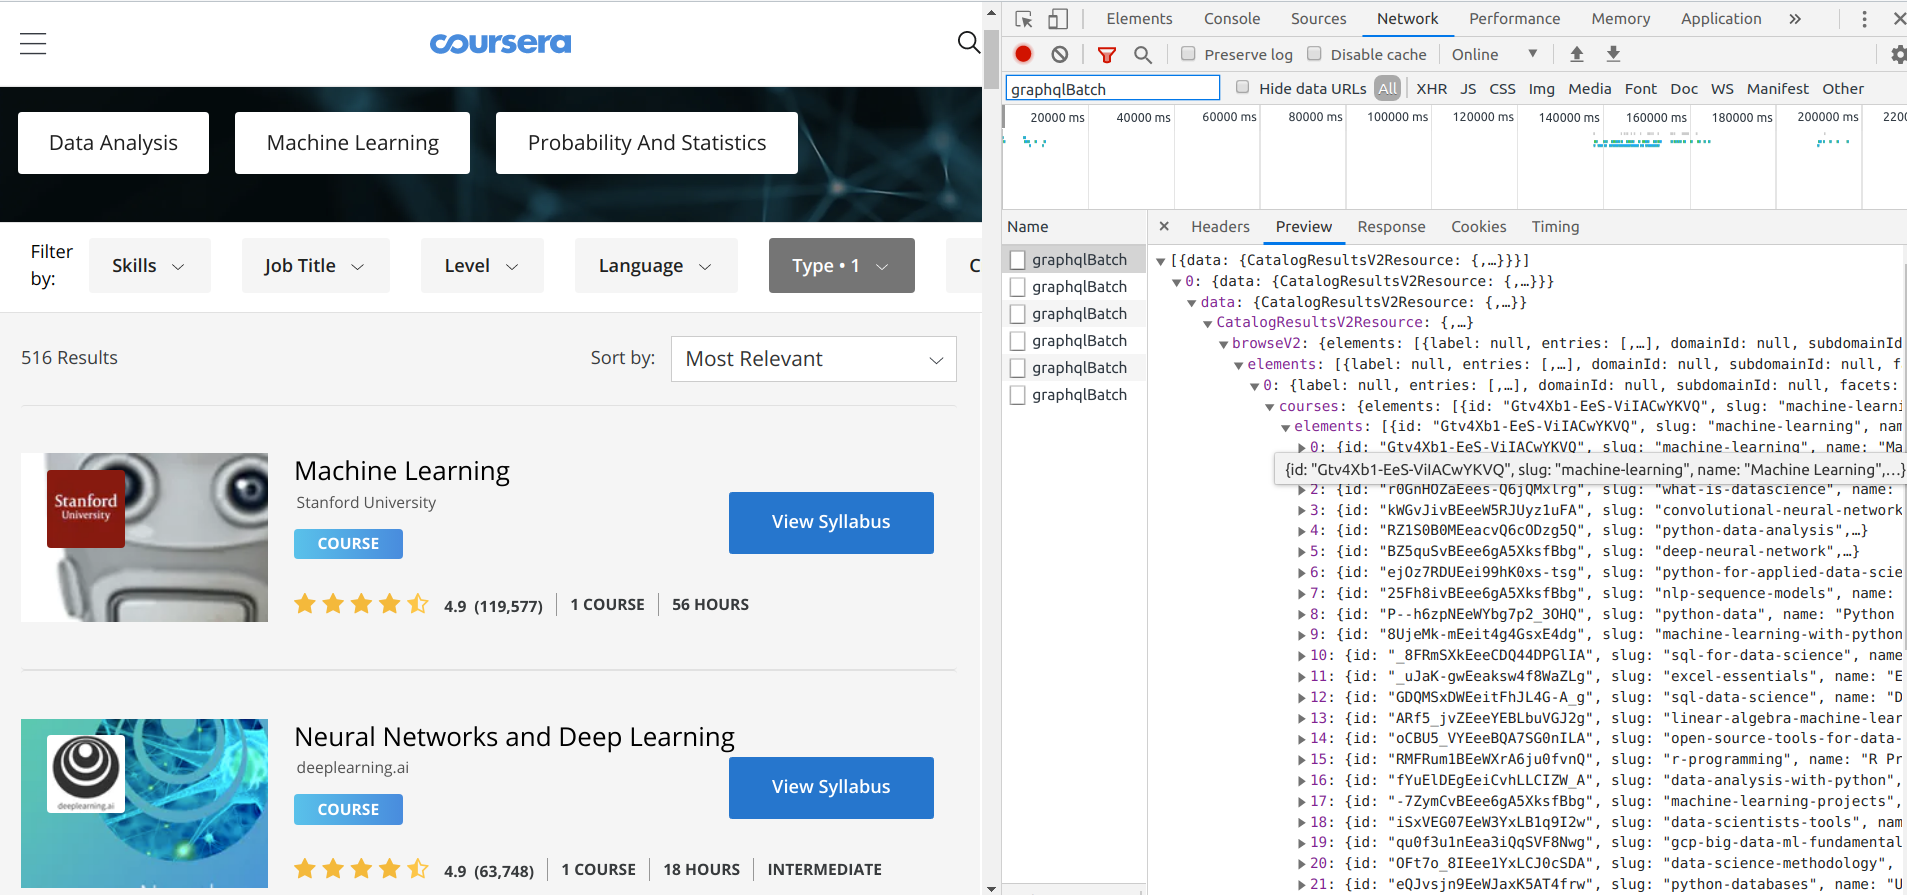 coursera
Data Analysis
Machine Learning
Probability And Statistics
Filter by:
Skills
Job Title
Level
Language
Type • 1
C
516 Results
Sort by:
Most Relevant
Stanford
University
Machine Learning
Stanford University
COURSE
View Syllabus
4.9 (119,577)
1 COURSE
56 HOURS
deeplearning.ai
Neural Networks and Deep Learning
deeplearning.ai
COURSE
View Syllabus
4.9 (63,748)
1 COURSE
18 HOURS
INTERMEDIATE
Elements Console Sources Network Performance Memory Application »
Preserve log Disable cache Online
graphqlBatch Hide data URLs All XHR JS CSS Img Media Font Doc WS Manifest Other
20000 ms 40000 ms 60000 ms 80000 ms 100000 ms 120000 ms 140000 ms 160000 ms 180000 ms 200000 ms 220
Name
graphqlBatch
graphqlBatch
graphqlBatch
graphqlBatch
graphqlBatch
graphqlBatch
× Headers Preview Response Cookies Timing
[{data: {CatalogResultsV2Resource: {,…}}}]
0: {data: {CatalogResultsV2Resource: {,…}}}
data: {CatalogResultsV2Resource: {,…}}
CatalogResultsV2Resource: {,…}
browseV2: {elements: [{label: null, entries: [,…], domainId: null, subdomainId
elements: [{label: null, entries: [,…], domainId: null, subdomainId: null, f
0: {label: null, entries: [,…], domainId: null, subdomainId: null, facets:
courses: {elements: [{id: "Gtv4Xb1-EeS-ViIACwYKVQ", slug: "machine-learni
elements: [{id: "Gtv4Xb1-EeS-ViIACwYKVQ", slug: "machine-learning", nam
0: {id: "Gtv4Xb1-EeS-ViIACwYKVQ", slug: "machine-learning", name: "Ma
{id: "Gtv4Xb1-EeS-ViIACwYKVQ", slug: "machine-learning", name: "Machine Learning",…}
2: {id: "r0GnHOZaEees-Q6jQMxlrg", slug: "what-is-datascience", name:
3: {id: "kWGvJivBEeeW5RJUyz1uFA", slug: "convolutional-neural-network
4: {id: "RZ1S0B0MEeacvQ6cODzg5Q", slug: "python-data-analysis",…}
5: {id: "BZ5quSvBEee6gA5XksfBbg", slug: "deep-neural-network",…}
6: {id: "ejOz7RDUEei99hK0xs-tsg", slug: "python-for-applied-data-scie
7: {id: "25Fh8ivBEee6gA5XksfBbg", slug: "nlp-sequence-models", name:
8: {id: "P--h6zpNEeWYbg7p2_3OHQ", slug: "python-data", name: "Python
9: {id: "8UjeMk-mEeit4g4GsxE4dg", slug: "machine-learning-with-python
10: {id: "_8FRmSXkEeeCDQ44DPGlIA", slug: "sql-for-data-science", name
11: {id: "_uJaK-gwEeaksw4f8WaZLg", slug: "excel-essentials", name: "E
12: {id: "GDQMSxDWEeitFhJL4G-A_g", slug: "sql-data-science", name: "D
13: {id: "ARf5_jvZEeeYEBLbuVGJ2g", slug: "linear-algebra-machine-lear
14: {id: "oCBU5_VYEeeBQA7SG0nILA", slug: "open-source-tools-for-data-
15: {id: "RMFRum1BEeWXrA6ju0fvnQ", slug: "r-programming", name: "R Pr
16: {id: "fYuElDEgEeiCvhLLCIZW_A", slug: "data-analysis-with-python",
17: {id: "-7ZymCvBEee6gA5XksfBbg", slug: "machine-learning-projects",
18: {id: "iSxVEG07EeW3YxLB1q9I2w", slug: "data-scientists-tools", nam
19: {id: "qu0f3u1nEea3iQqSVF8Nwg", slug: "gcp-big-data-ml-fundamental
20: {id: "OFt7o_8IEee1YxLCJ0cSDA", slug: "data-science-methodology",
21: {id: "eQJvsjn9EeWJaxK5AT4frw", slug: "python-databases", name: "U